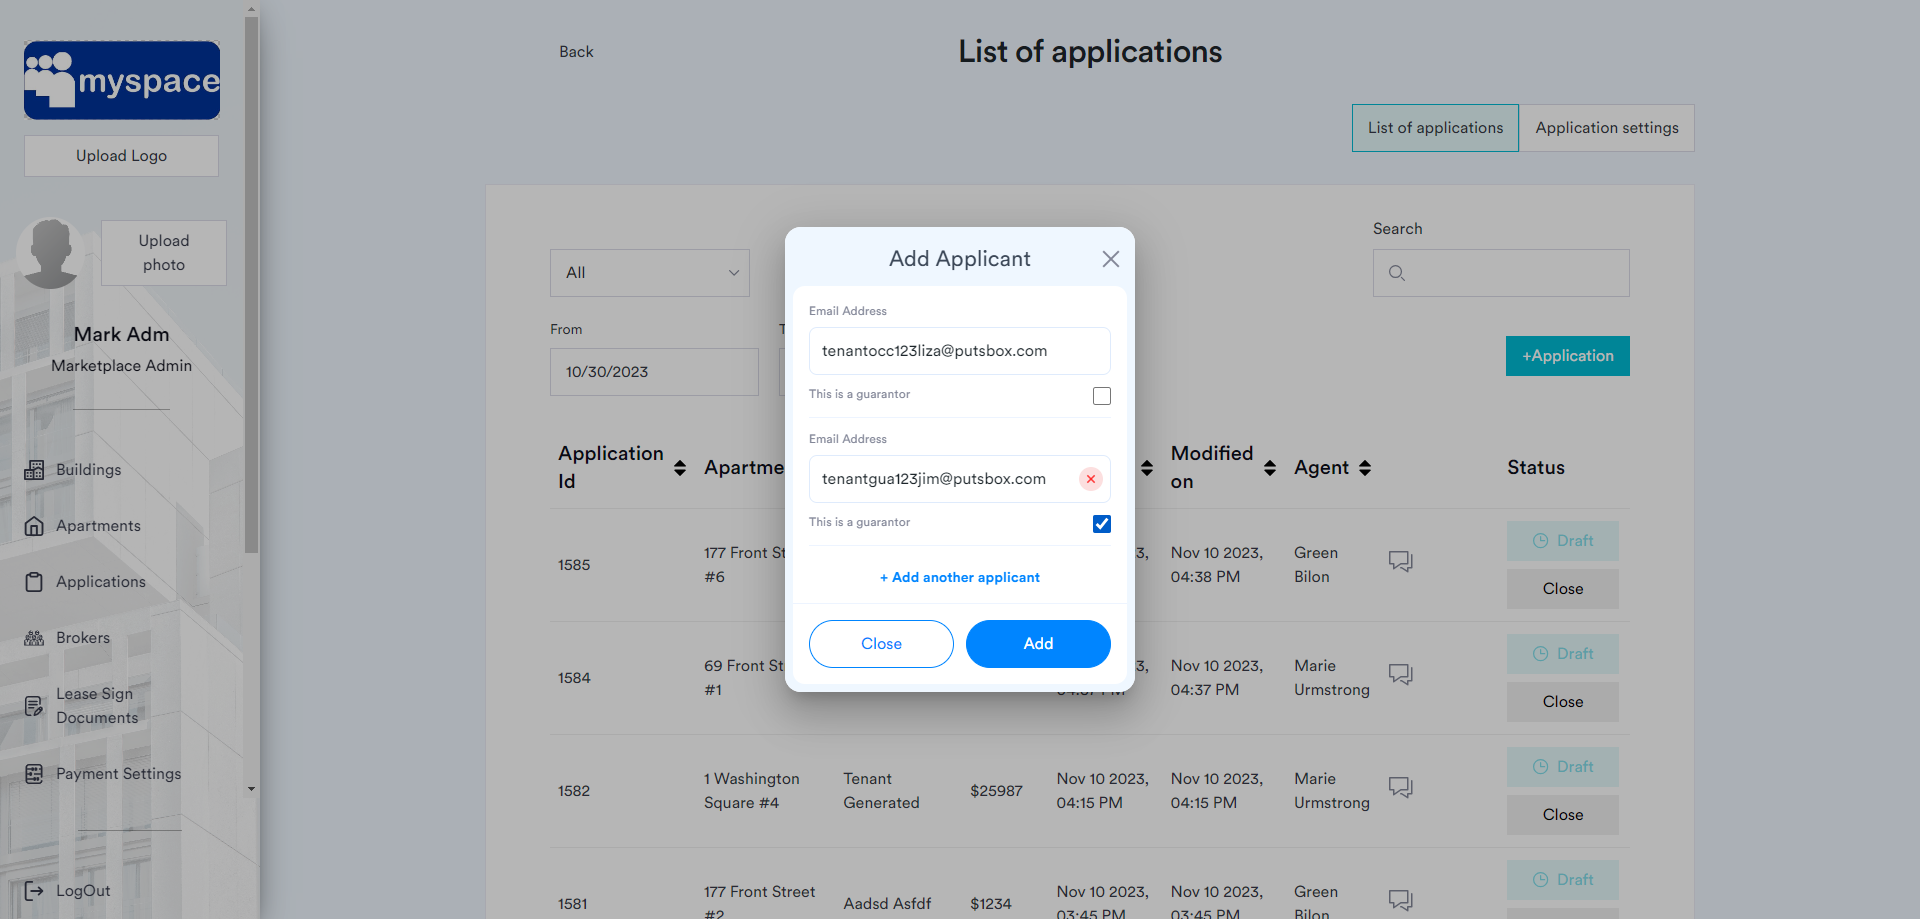 myspace
Upload Logo
Upload
photo
Mark Adm
Marketplace Admin
Buildings
Apartments
Applications
Brokers
Lease Sign
Documents
Payment Settings
LogOut
Back
List of applications
List of applications
Application settings
All
Search
From
10/30/2023
+Application
Application
Id
Apartme
Modified
on
Agent
Status
1585
177 Front St
#6
3,
Nov 10 2023,
04:38 PM
Green
Bilon
Draft
Close
1584
69 Front Str
#1
3,
04:37 PM
Nov 10 2023,
04:37 PM
Marie
Urmstrong
Draft
Close
1582
1 Washington
Square #4
Tenant
Generated
$25987
Nov 10 2023,
04:15 PM
Nov 10 2023,
04:15 PM
Marie
Urmstrong
Draft
Close
1581
177 Front Street
#2
Aadsd Asfdf
$1234
Nov 10 2023,
03:45 PM
Nov 10 2023,
03:45 PM
Green
Bilon
Draft
Add Applicant
Email Address
tenantocc123liza@putsbox.com
This is a guarantor
Email Address
tenantgua123jim@putsbox.com
This is a guarantor
+ Add another applicant
Close
Add